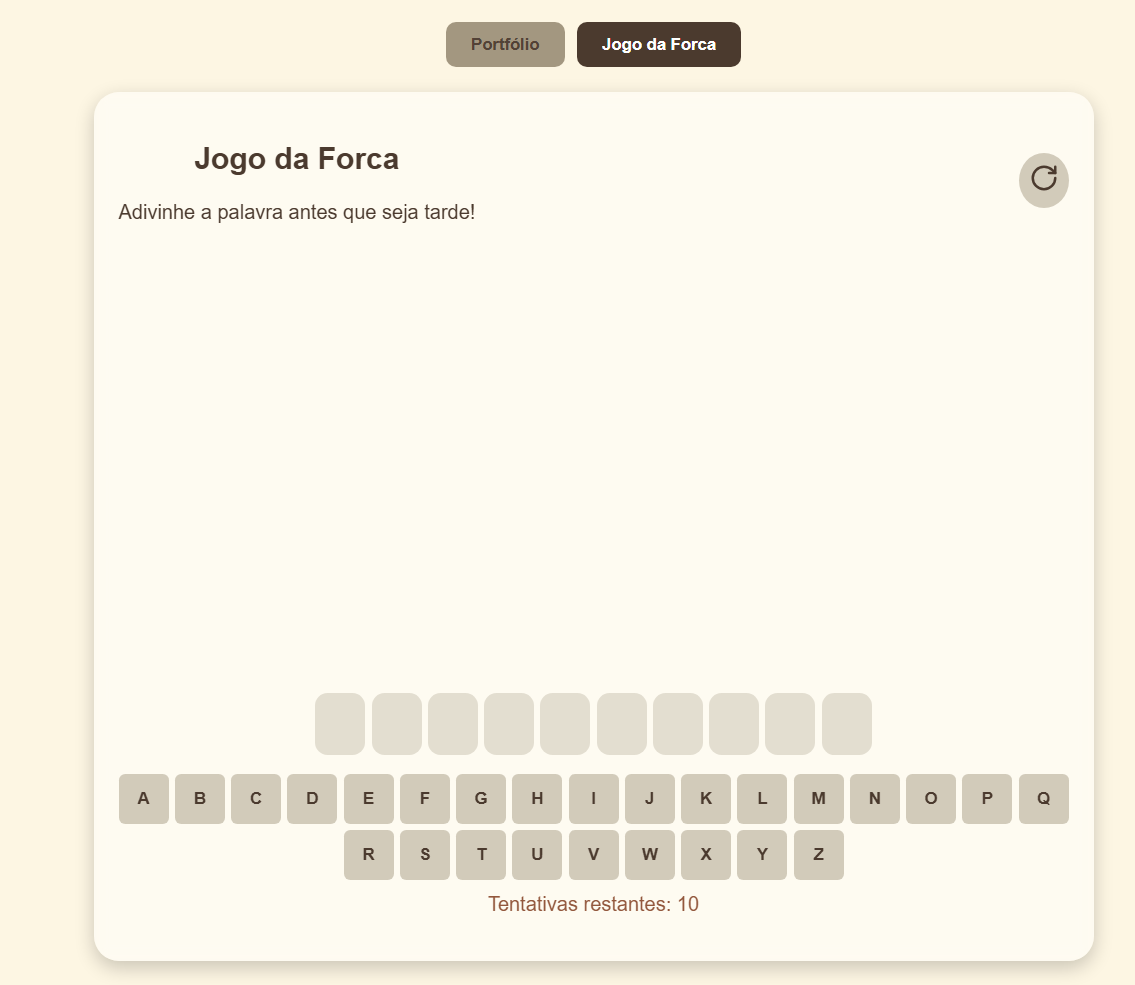 Portfólio Jogo da Forca
Jogo da Forca
Adivinhe a palavra antes que seja tarde!
A B C D E F G H I J K L M N O P Q
R S T U V W X Y Z
Tentativas restantes: 10